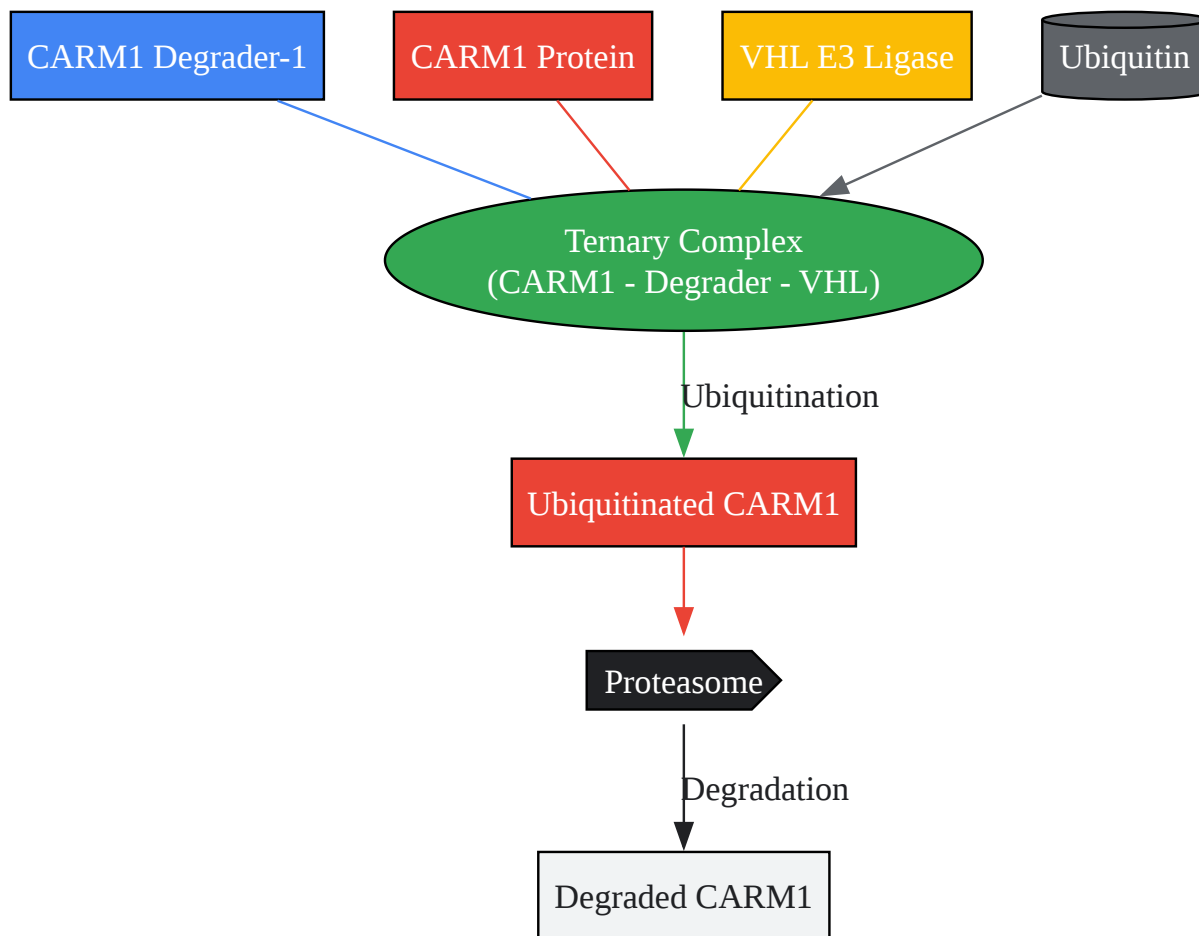 CARM1 Degrader-1
CARM1 Protein
VHL E3 Ligase
Ubiquitin
Ternary Complex
(CARM1 - Degrader - VHL)
Ubiquitination
Ubiquitinated CARM1
Proteasome
Degradation
Degraded CARM1